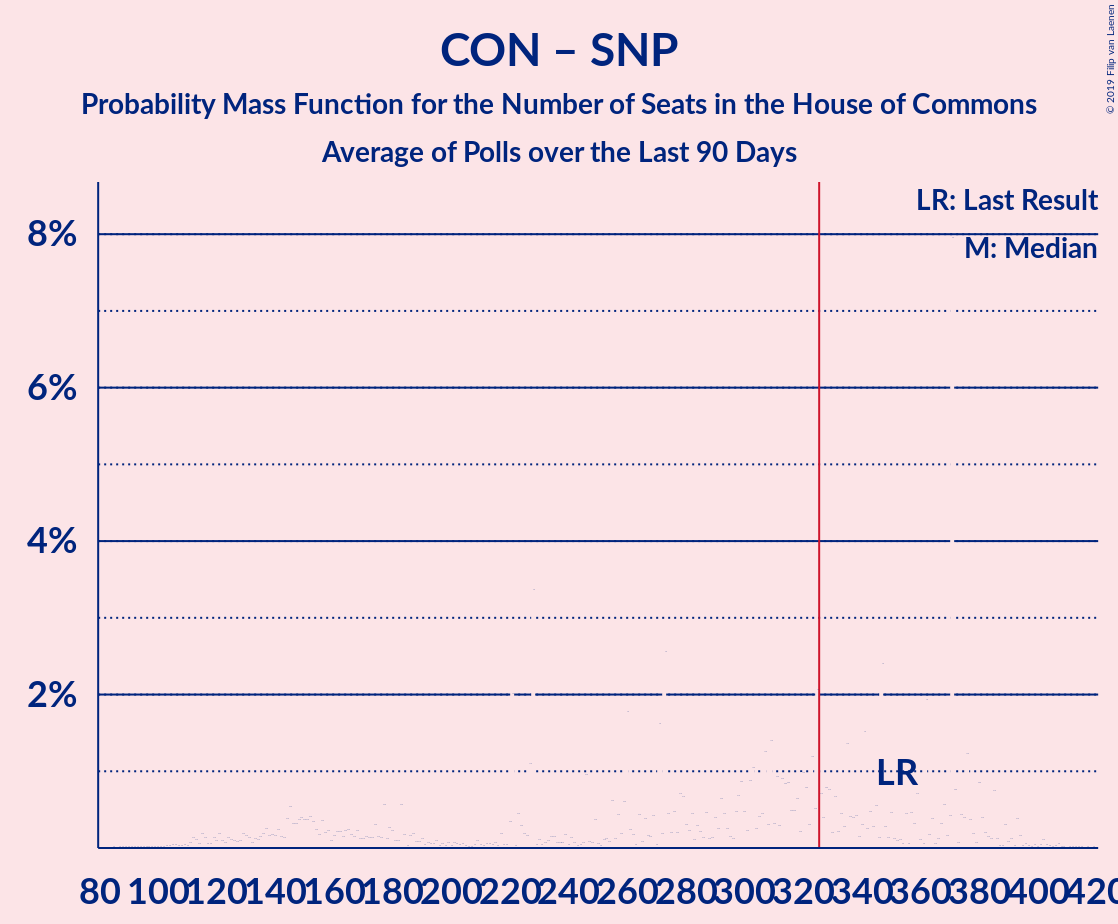 CON – SNP
Probability Mass Function for the Number of Seats in the House of Commons
Average of Polls over the Last 90 Days
© 2019 Filip van Laenen
LR: Last Result
M: Median
8%
6%
4%
2%
LR
80 100 120 140 160 180 200 220 240 260 280 300 320 340 360 380 400 420